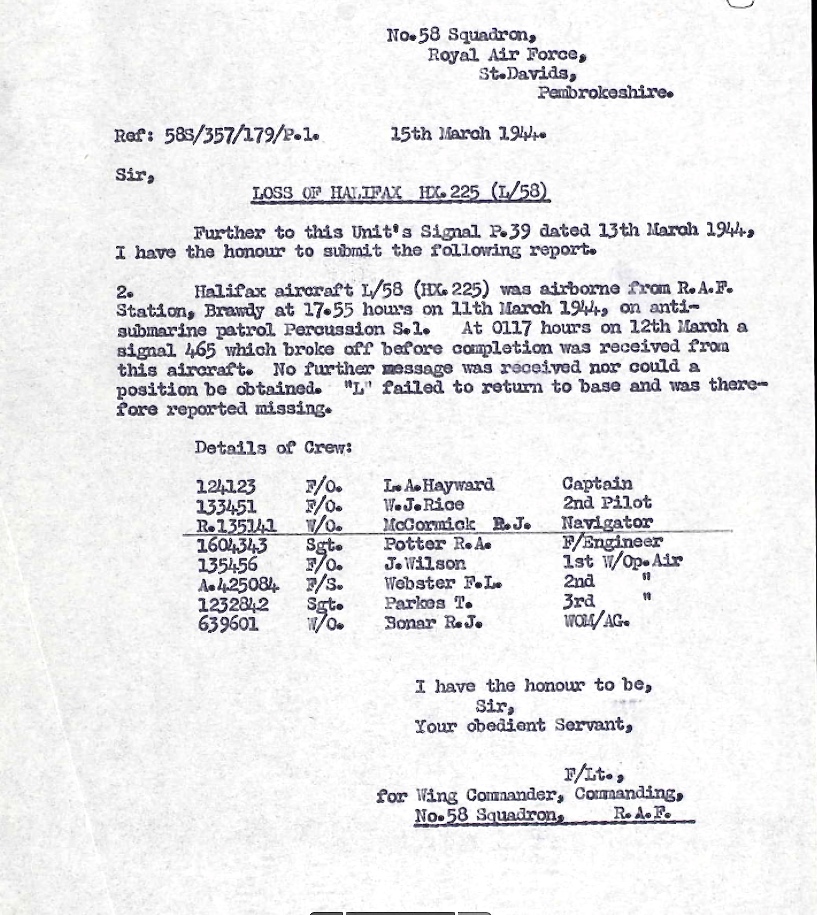 No.58 Squadron,
Royal Air Force,
St.Davids,
Pembrokeshire.
Ref: 58S/357/179/P.1. 15th March 1944.
Sir,
LOSS OF HALIFAX HX.225 (L/58)
Further to this Unit's Signal P.39 dated 13th March 1944,
I have the honour to submit the following report.
2. Halifax aircraft L/58 (HX.225) was airborne from R.A.F.
Station, Brawdy at 17.55 hours on 11th March 1944, on anti-
submarine patrol Percussion S.1. At 0117 hours on 12th March a
signal 465 which broke off before completion was received from
this aircraft. No further message was received nor could a
position be obtained. "L" failed to return to base and was there-
fore reported missing.
Details of Crew:
124123 F/O. L.A.Hayward Captain
133451 F/O. W.J.Rice 2nd Pilot
R.135141 W/O. McCormick R.J. Navigator
1604343 Sgt. Potter R.A. F/Engineer
135456 F/O. J.Wilson 1st W/Op.Air
A.425084 F/S. Webster F.L. 2nd "
1232842 Sgt. Parkes T. 3rd "
639601 W/O. Bonar R.J. WOM/AG.
I have the honour to be,
Sir,
Your obedient Servant,
F/Lt.,
for Wing Commander, Commanding,
No.58 Squadron, R.A.F.